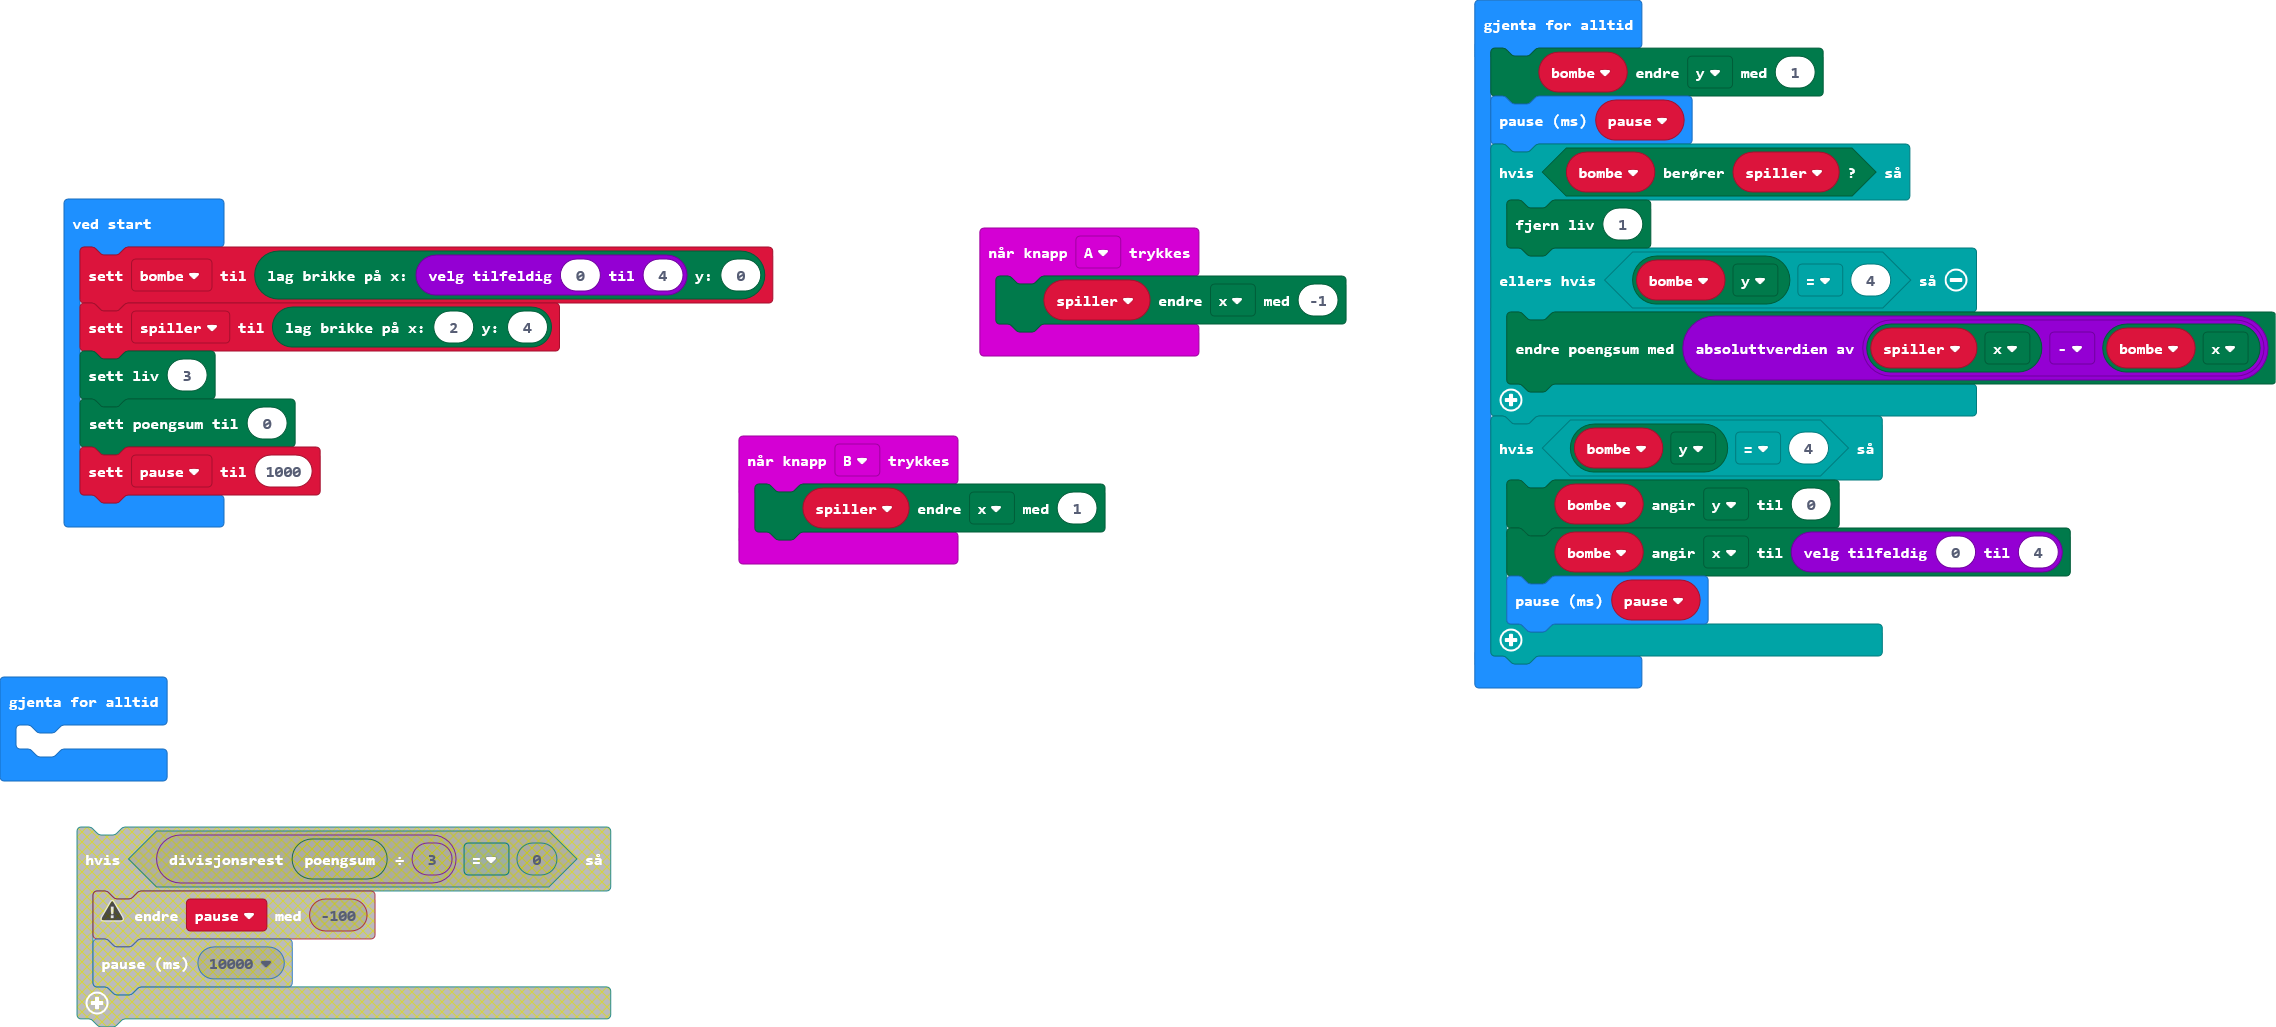 ved start
sett bombe til lag brikke på x: velg tilfeldig 0 til 4 y: 0
sett spiller til lag brikke på x: 2 y: 4
sett liv 3
sett poengsum til 0
sett pause til 1000
når knapp A trykkes
spiller endre x med -1
når knapp B trykkes
spiller endre x med 1
gjenta for alltid
bombe endre y med 1
pause (ms) pause
hvis bombe berører spiller ? så
fjern liv 1
ellers hvis bombe y = 4 så
endre poengsum med absoluttverdien av spiller x - bombe x
hvis bombe y = 4 så
bombe angir y til 0
bombe angir x til velg tilfeldig 0 til 4
pause (ms) pause
gjenta for alltid
hvis divisjonsrest poengsum ÷ 3 = 0 så
endre pause med -100
pause (ms) 10000